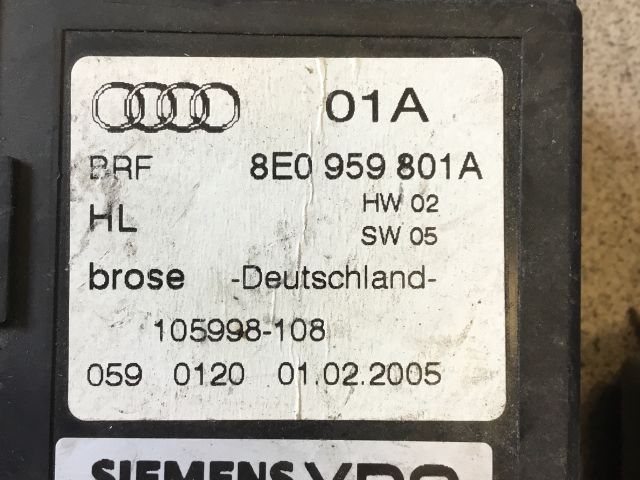 01A
BRF 8E0 959 801A
HL HW 02
SW 05
brose -Deutschland-
105998-108
059 0120 01.02.2005
SIEMENS VDO